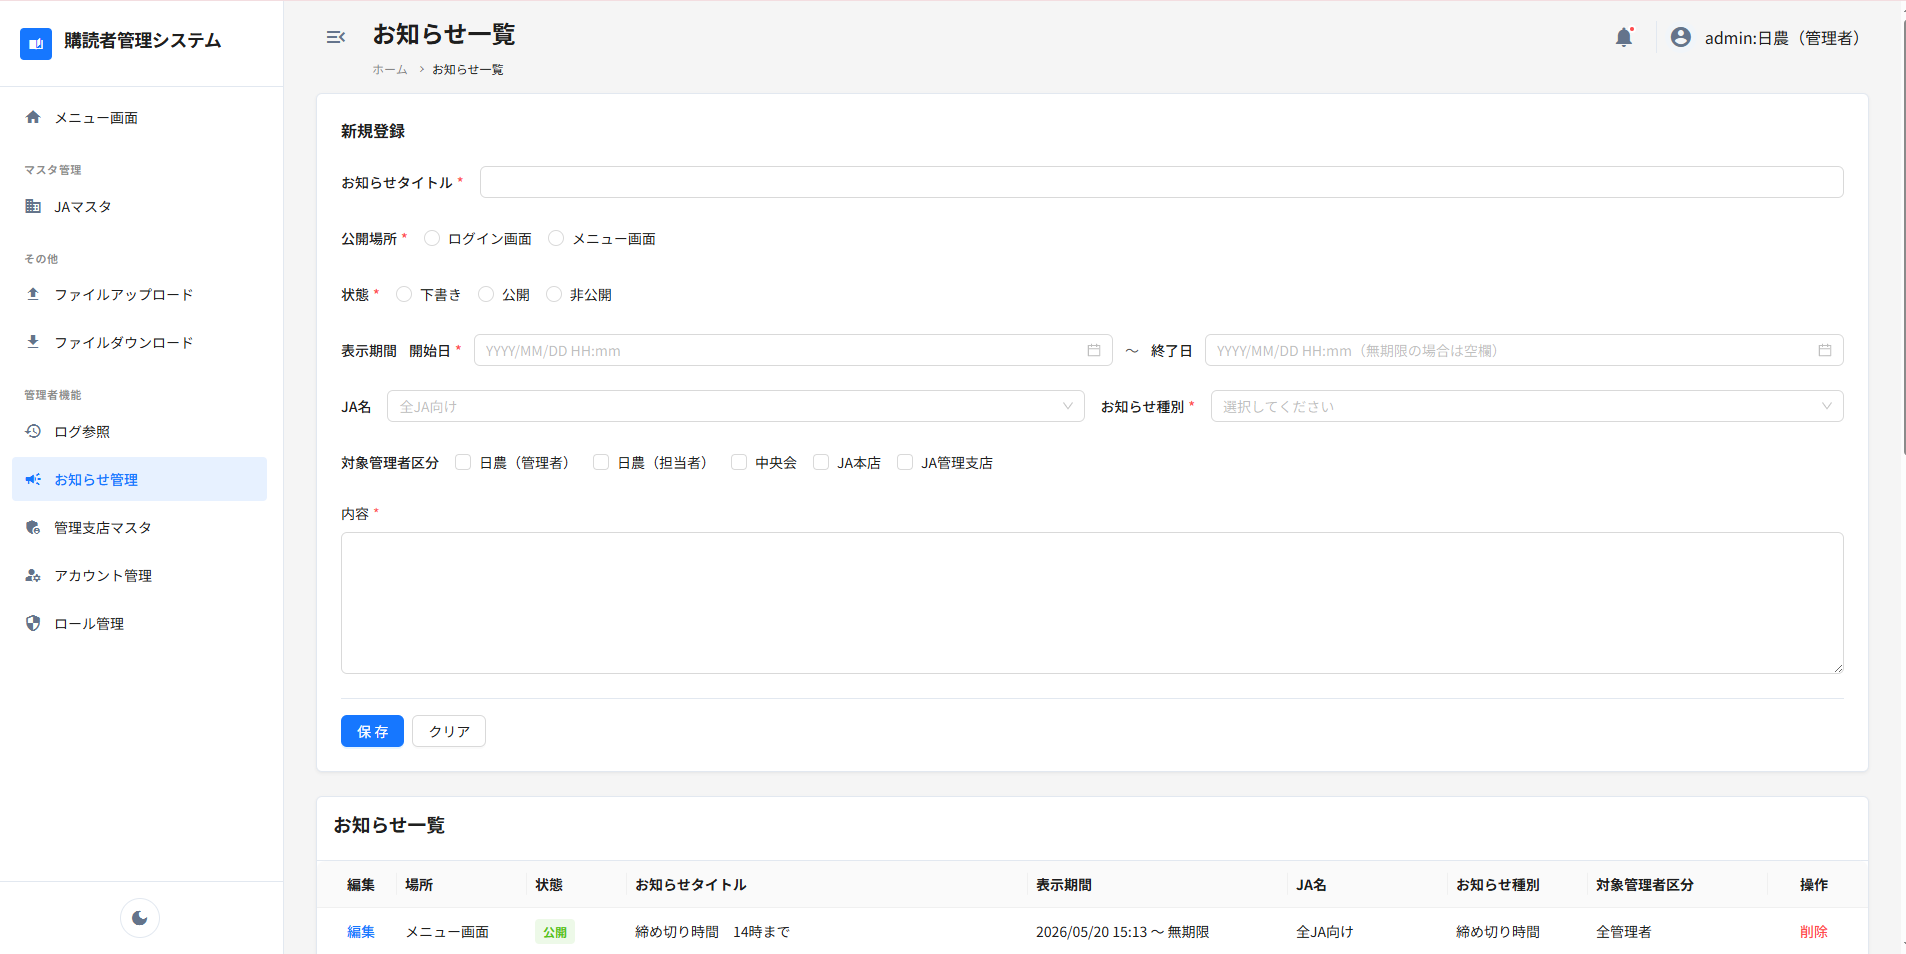 購読者管理システム
メニュー画面
マスタ管理
JAマスタ
その他
ファイルアップロード
ファイルダウンロード
管理者機能
ログ参照
お知らせ管理
管理支店マスタ
アカウント管理
ロール管理
お知らせ一覧
admin:日農（管理者）
ホーム > お知らせ一覧
新規登録
お知らせタイトル *
公開場所 * ログイン画面 メニュー画面
状態 * 下書き 公開 非公開
表示期間 開始日 * YYYY/MM/DD HH:mm ～ 終了日 YYYY/MM/DD HH:mm（無期限の場合は空欄）
JA名 全JA向け お知らせ種別 * 選択してください
対象管理者区分 日農（管理者） 日農（担当者） 中央会 JA本店 JA管理支店
内容 *
保存 クリア
お知らせ一覧
編集 場所 状態 お知らせタイトル 表示期間 JA名 お知らせ種別 対象管理者区分 操作
編集 メニュー画面 公開 締め切り時間　14時まで 2026/05/20 15:13 ～ 無期限 全JA向け 締め切り時間 全管理者 削除